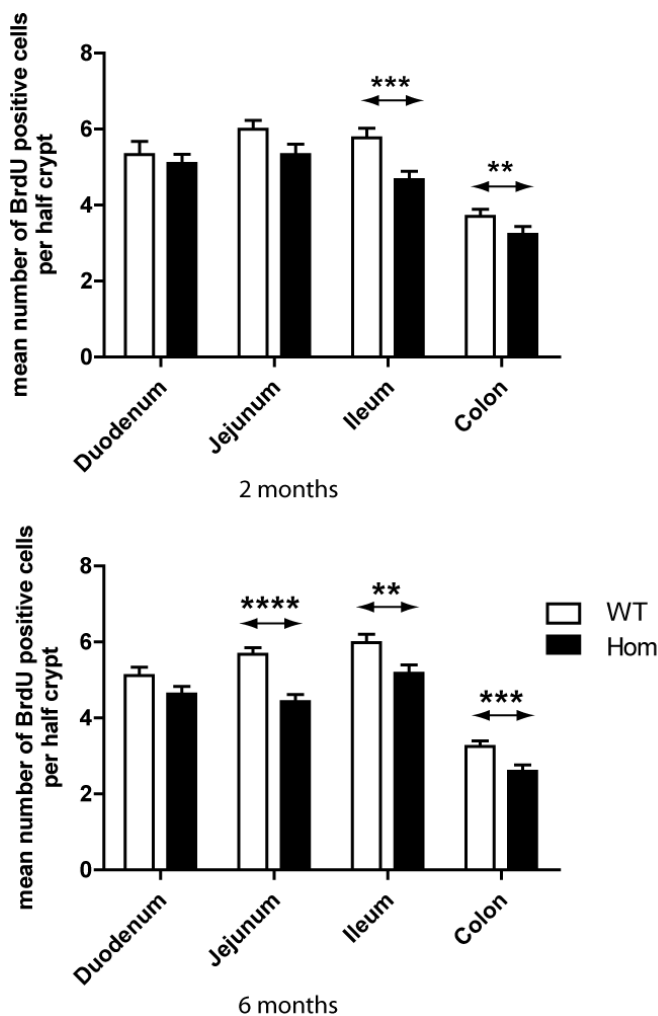 mean number of BrdU positive cells
per half crypt
8
6
4
2
0
***
**
Duodenum
Jejunum
Ileum
Colon
2 months
mean number of BrdU positive cells
per half crypt
8
6
4
2
0
****
**
***
Duodenum
Jejunum
Ileum
Colon
WT
Hom
6 months